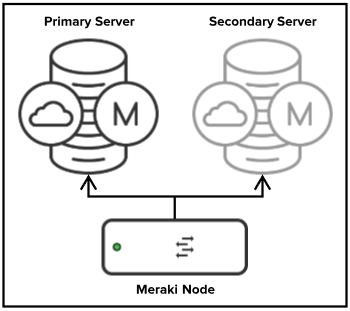 Primary Server
Secondary Server
M
M
Meraki Node